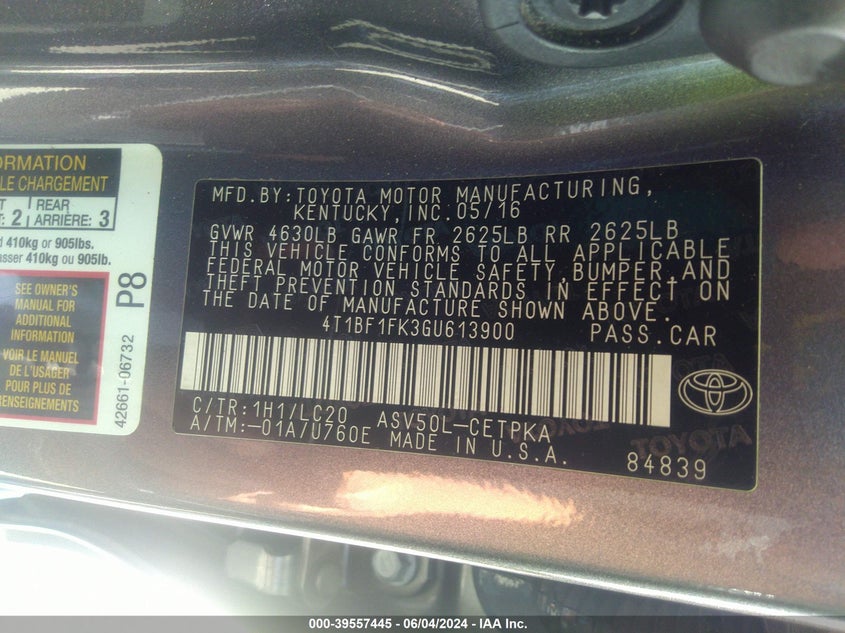 ORMATION
LE CHARGEMENT
T REAR
: 2 ARRIÈRE: 3
d 410kg or 905lbs.
asser 410 kg ou 905lb.
SEE OWNER'S
MANUAL FOR
ADDITIONAL
INFORMATION
VOIR LE MANUEL
DE L'USAGER
POUR PLUS DE
RENSEIGNEMENTS
P8
42661-06732
MFD.BY:TOYOTA MOTOR MANUFACTURING,
KENTUCKY,INC.05/16
GVWR 4630LB GAWR FR 2625LB RR 2625LB
THIS VEHICLE CONFORMS TO ALL APPLICABLE
FEDERAL MOTOR VEHICLE SAFETY,BUMPER,AND
THEFT PREVENTION STANDARDS IN EFFECT ON
THE DATE OF MANUFACTURE SHOWN ABOVE.
4T1BF1FK3GU613900 PASS.CAR
C/TR:1H1/LC20 ASV50L-CETPKA
A/TM:-01A/U760E MADE IN U.S.A.
84839
TOYOTA
000-39557445 - 06/04/2024 - IAA Inc.